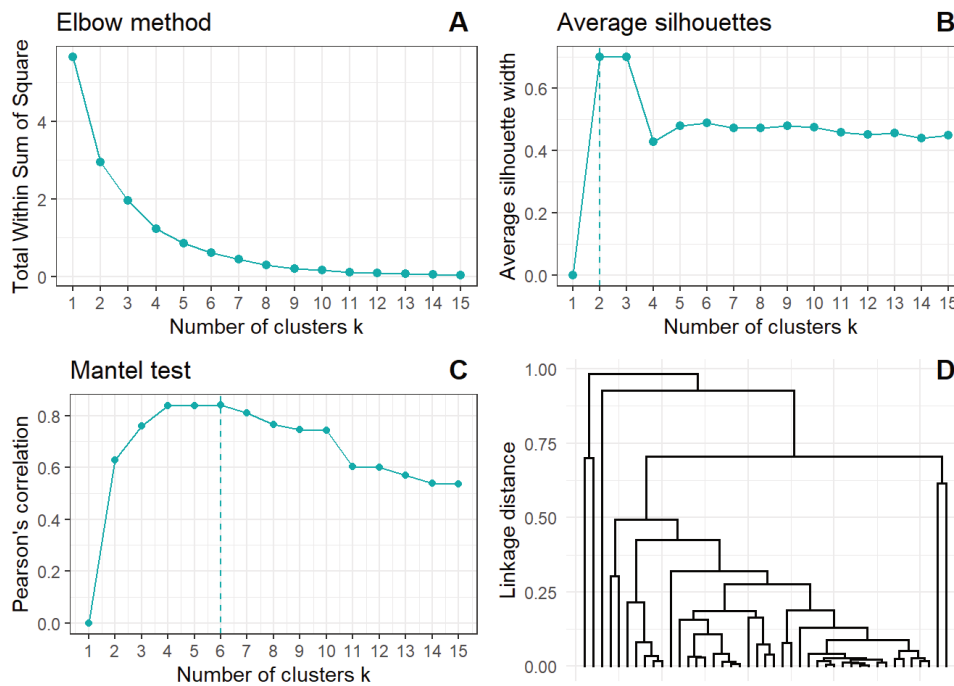 Elbow method A
Total Within Sum of Square
4
2
0
1 2 3 4 5 6 7 8 9 10 11 12 13 14 15
Number of clusters k
Average silhouettes B
Average silhouette width
0.6
0.4
0.2
0.0
1 2 3 4 5 6 7 8 9 10 11 12 13 14 15
Number of clusters k
Mantel test C
Pearson's correlation
0.8
0.6
0.4
0.2
0.0
1 2 3 4 5 6 7 8 9 10 11 12 13 14 15
Number of clusters k
D
Linkage distance
1.00
0.75
0.50
0.25
0.00